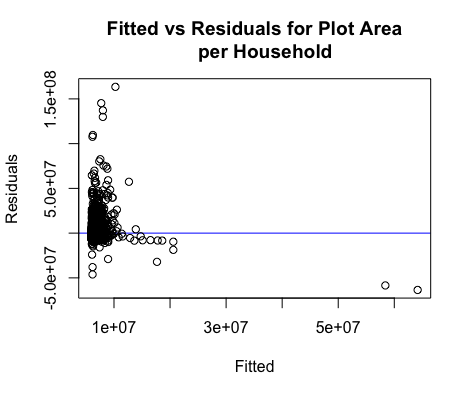 Fitted vs Residuals for Plot Area
per Household
1.5e+08
5.0e+07
-5.0e+07
Residuals
1e+07
3e+07
5e+07
Fitted